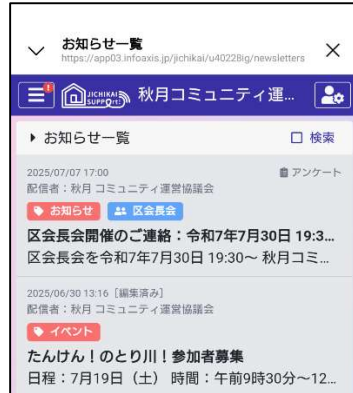 お知らせ一覧
https://app03.infoaxis.jp/jichikai/u40228ig/newsletters
JICHIKAI SUPPORT 秋月コミュニティ運...
お知らせ一覧 検索
2025/07/07 17:00 アンケート
配信者：秋月 コミュニティ運営協議会
お知らせ 区会長会
区会長会開催のご連絡：令和7年7月30日 19:3...
区会長会を令和7年7月30日 19:30～ 秋月コミ...
2025/06/30 13:16［編集済み］
配信者：秋月 コミュニティ運営協議会
イベント
たんけん！のとり川！参加者募集
日程：7月19日（土） 時間：午前9時30分～12...